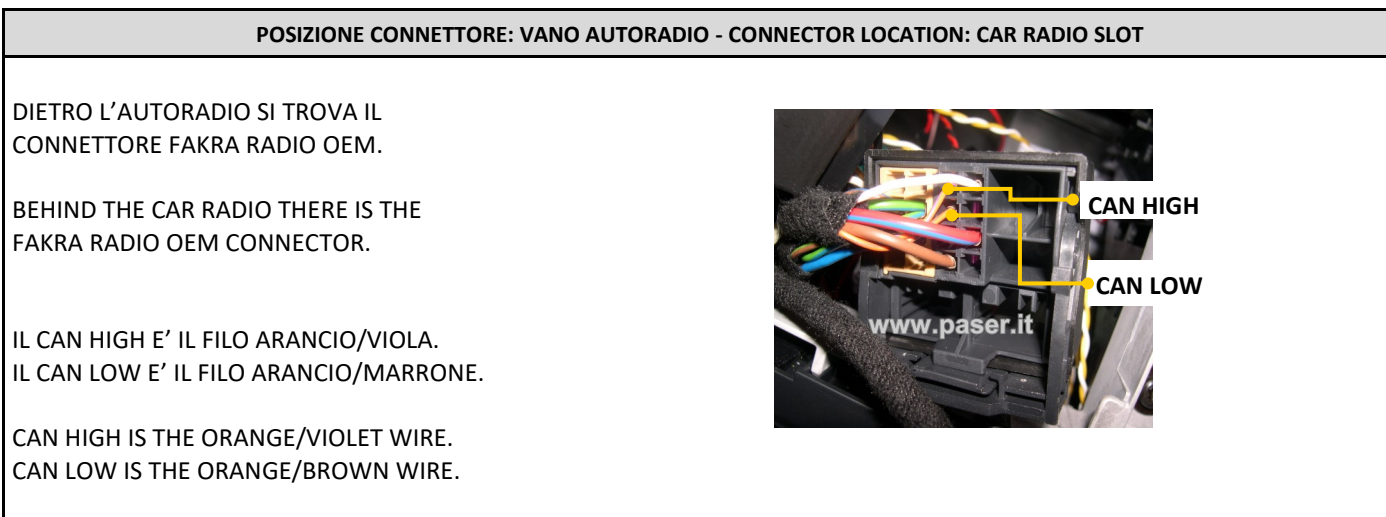 POSIZIONE CONNETTORE: VANO AUTORADIO - CONNECTOR LOCATION: CAR RADIO SLOT
DIETRO L’AUTORADIO SI TROVA IL
CONNETTORE FAKRA RADIO OEM.
BEHIND THE CAR RADIO THERE IS THE
FAKRA RADIO OEM CONNECTOR.
IL CAN HIGH E’ IL FILO ARANCIO/VIOLA.
IL CAN LOW E’ IL FILO ARANCIO/MARRONE.
CAN HIGH IS THE ORANGE/VIOLET WIRE.
CAN LOW IS THE ORANGE/BROWN WIRE.
CAN HIGH
CAN LOW
www.paser.it